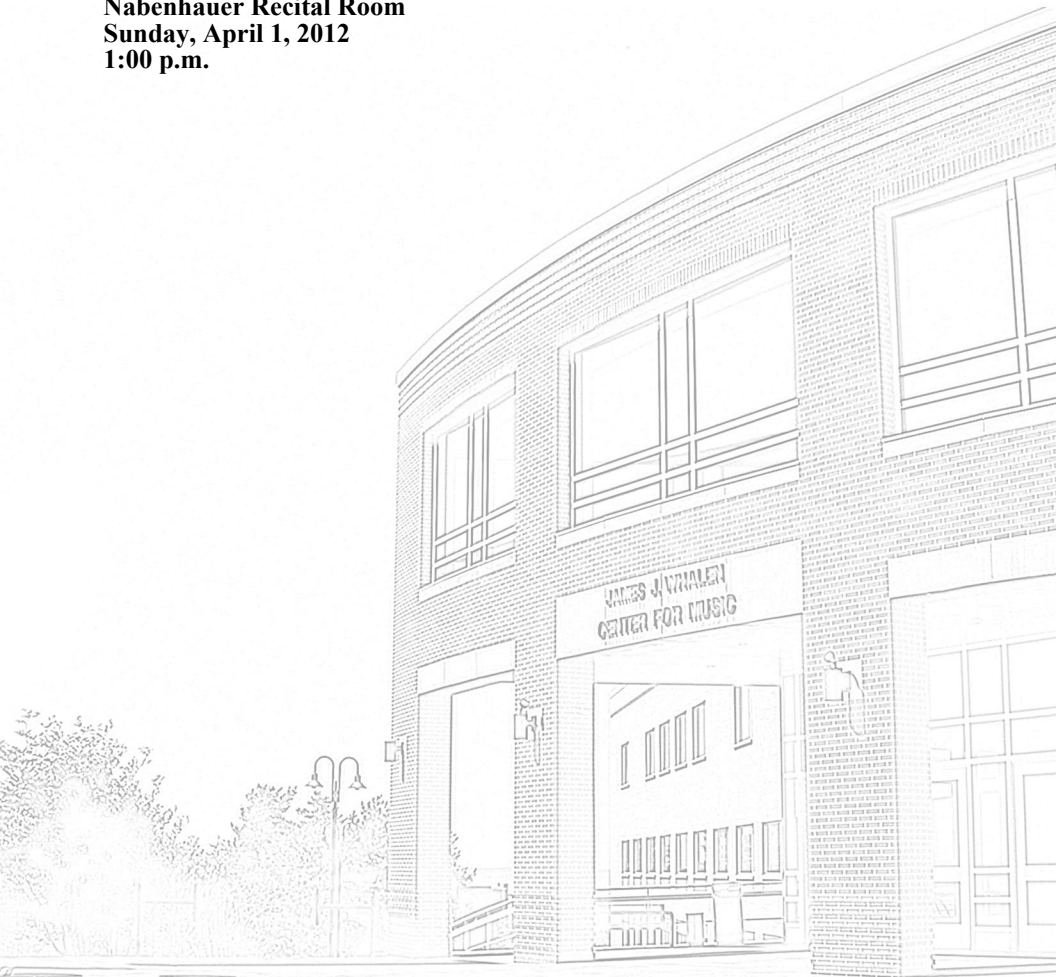 Nabenhauer Recital Room
Sunday, April 1, 2012
1:00 p.m.
JAMES J. WHALEN
CENTER FOR MUSIC